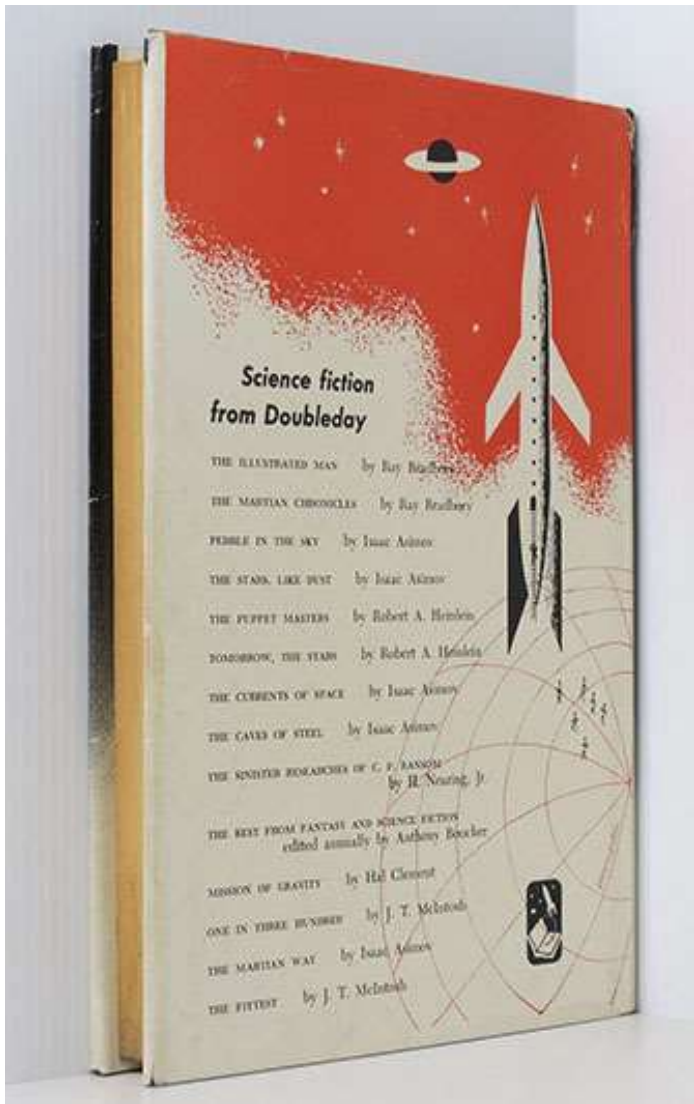 Science fiction
from Doubleday
THE ILLUSTRATED MAN by Ray Bradbury
THE MARTIAN CHRONICLES by Ray Bradbury
PEBBLE IN THE SKY by Isaac Asimov
THE STARS, LIKE DUST by Isaac Asimov
THE PUPPET MASTERS by Robert A. Heinlein
TOMORROW, THE STARS by Robert A. Heinlein
THE CURRENTS OF SPACE by Isaac Asimov
THE CAVES OF STEEL by Isaac Asimov
THE SINISTER RESEARCHES OF C. P. RANSOM
by H. Nearing, Jr.
THE BEST FROM FANTASY AND SCIENCE FICTION
edited annually by Anthony Boucher
MISSION OF GRAVITY by Hal Clement
ONE IN THREE HUNDRED by J. T. McIntosh
THE MARTIAN WAY by Isaac Asimov
THE FITTEST by J. T. McIntosh